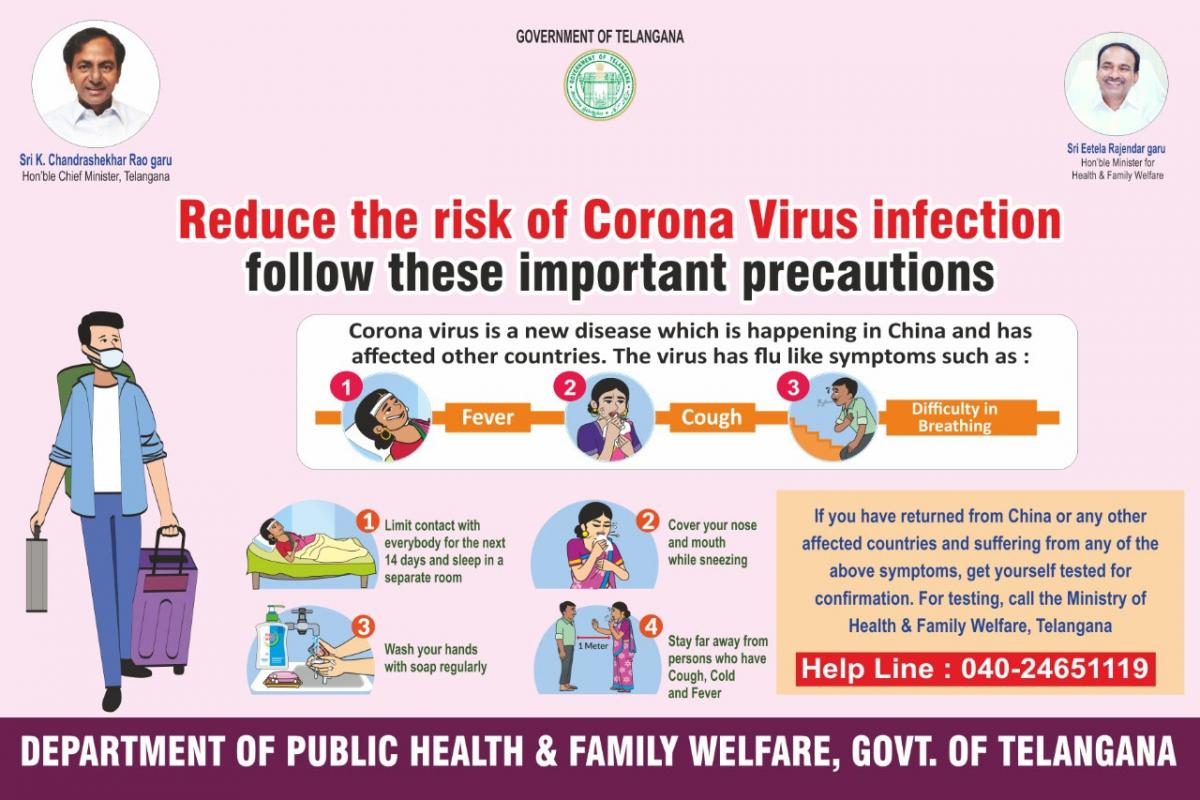 GOVERNMENT OF TELANGANA
GOVERNMENT OF TELANGANA
Sri K. Chandrashekhar Rao garu
Hon'ble Chief Minister, Telangana
Sri Eetela Rajendar garu
Hon'ble Minister for
Health & Family Welfare
Reduce the risk of Corona Virus infection
follow these important precautions
Corona virus is a new disease which is happening in China and has
affected other countries. The virus has flu like symptoms such as :
1
Fever
2
Cough
3
Difficulty in
Breathing
1
Limit contact with
everybody for the next
14 days and sleep in a
separate room
2
Cover your nose
and mouth
while sneezing
3
Wash your hands
with soap regularly
4
1 Meter
Stay far away from
persons who have
Cough, Cold
and Fever
If you have returned from China or any other
affected countries and suffering from any of the
above symptoms, get yourself tested for
confirmation. For testing, call the Ministry of
Health & Family Welfare, Telangana
Help Line : 040-24651119
DEPARTMENT OF PUBLIC HEALTH & FAMILY WELFARE, GOVT. OF TELANGANA